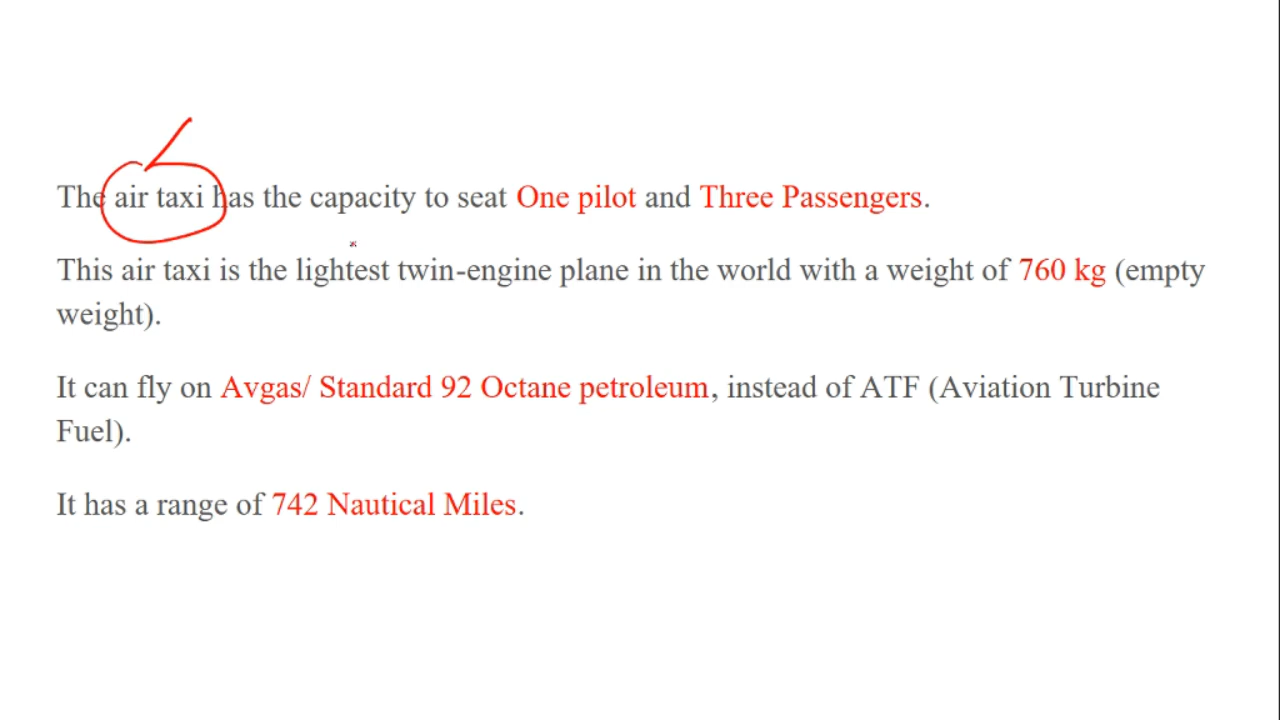 The air taxi has the capacity to seat One pilot and Three Passengers.
This air taxi is the lightest twin-engine plane in the world with a weight of 760 kg (empty
weight).
It can fly on Avgas/ Standard 92 Octane petroleum, instead of ATF (Aviation Turbine
Fuel).
It has a range of 742 Nautical Miles.